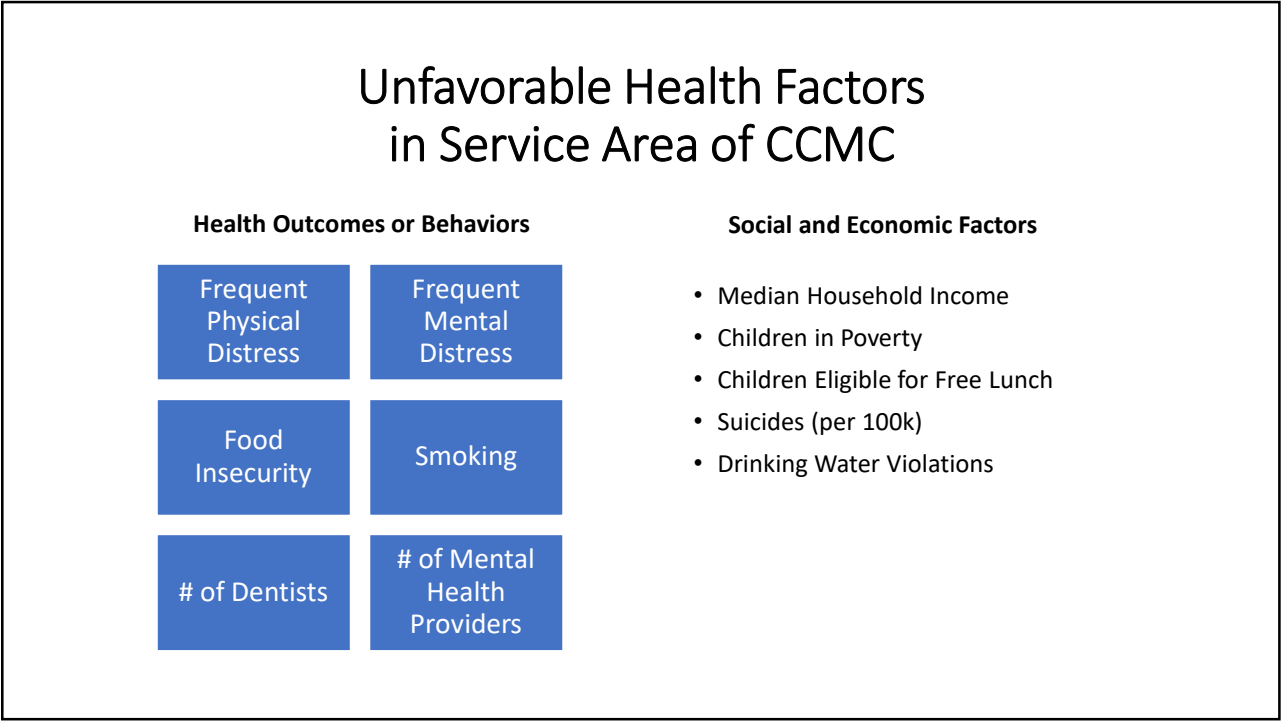 Unfavorable Health Factors
in Service Area of CCMC
Health Outcomes or Behaviors
Frequent
Physical
Distress
Frequent
Mental
Distress
Food
Insecurity
Smoking
# of Dentists
# of Mental
Health
Providers
Social and Economic Factors
• Median Household Income
• Children in Poverty
• Children Eligible for Free Lunch
• Suicides (per 100k)
• Drinking Water Violations